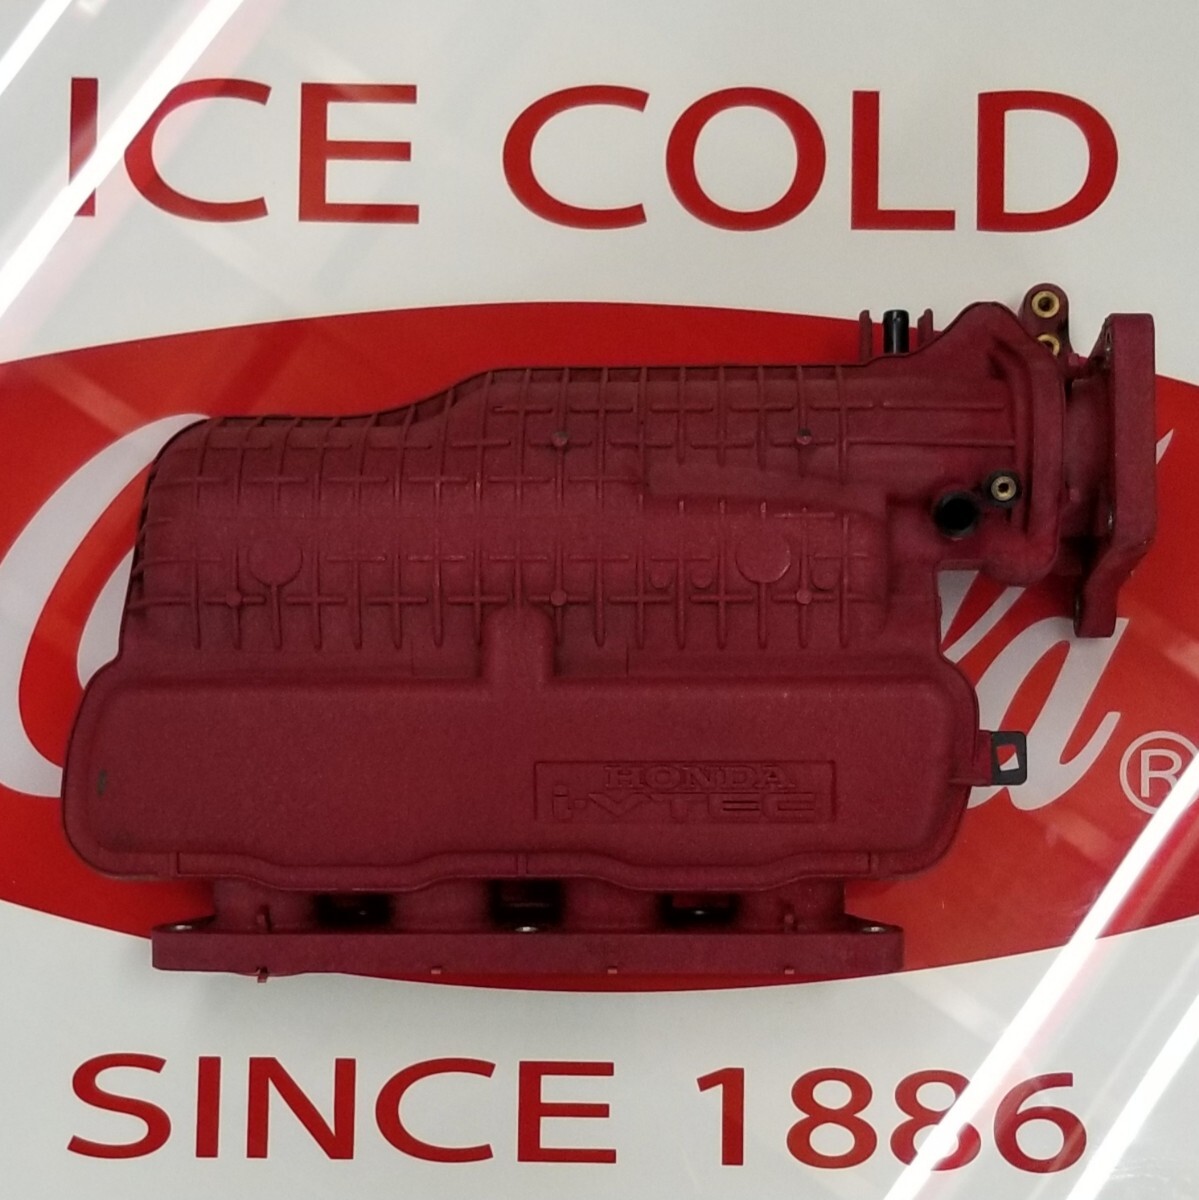 ICE COLD
HONDA
i-VTEC
®
SINCE 1886